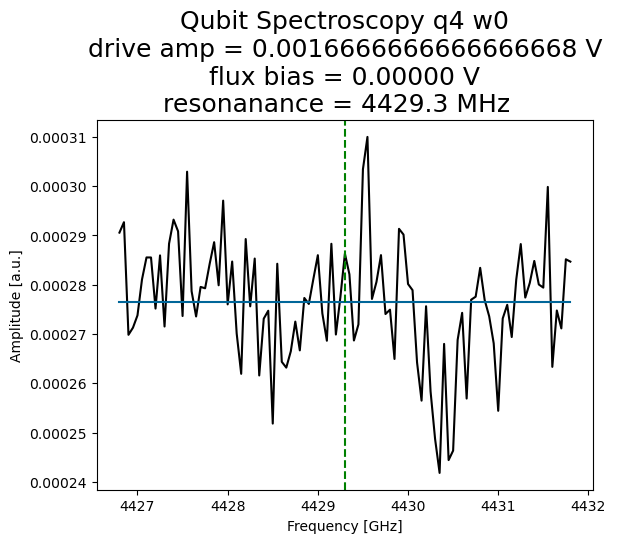 Qubit Spectroscopy q4 w0
drive amp = 0.0016666666666666668 V
flux bias = 0.00000 V
resonanance = 4429.3 MHz
0.00031
0.00030
0.00029
0.00028
0.00027
0.00026
0.00025
0.00024
Amplitude [a.u.]
4427
4428
4429
4430
4431
4432
Frequency [GHz]